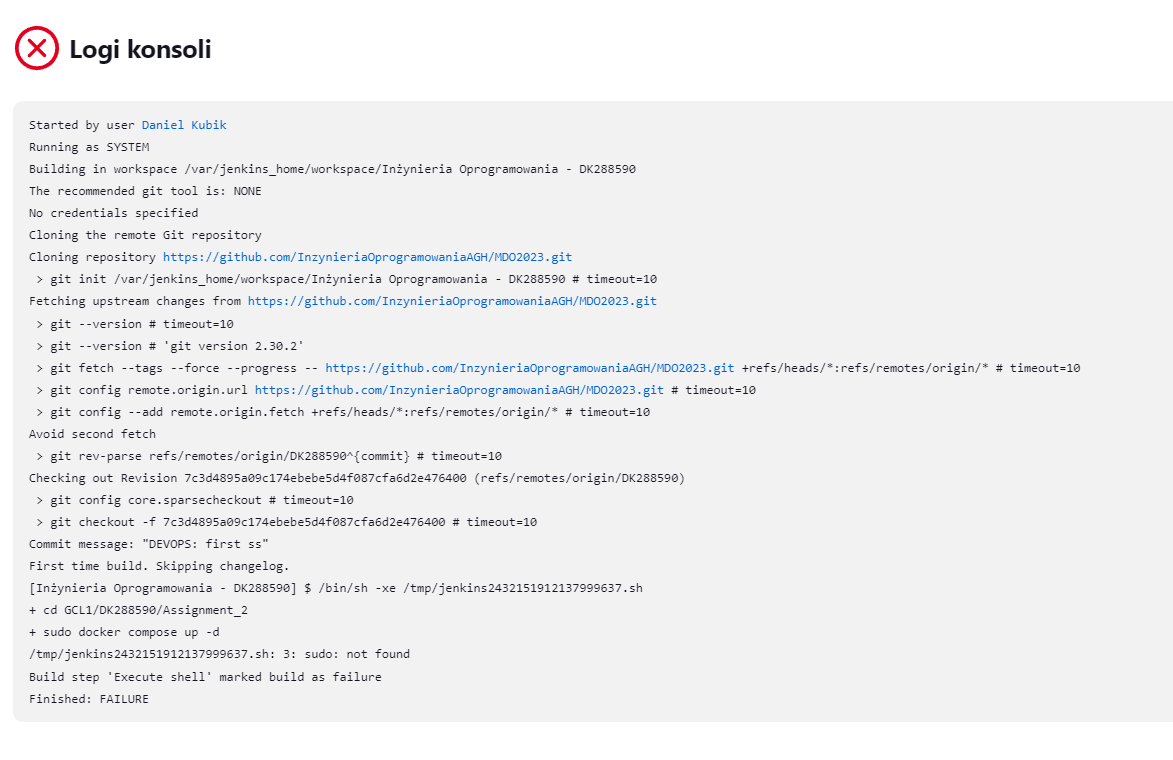 Logi konsoli
Started by user Daniel Kubik
Running as SYSTEM
Building in workspace /var/jenkins_home/workspace/Inżynieria Oprogramowania - DK288590
The recommended git tool is: NONE
No credentials specified
Cloning the remote Git repository
Cloning repository https://github.com/InzynieriaOprogramowaniaAGH/MDO2023.git
 > git init /var/jenkins_home/workspace/Inżynieria Oprogramowania - DK288590 # timeout=10
Fetching upstream changes from https://github.com/InzynieriaOprogramowaniaAGH/MDO2023.git
 > git --version # timeout=10
 > git --version # 'git version 2.30.2'
 > git fetch --tags --force --progress -- https://github.com/InzynieriaOprogramowaniaAGH/MDO2023.git +refs/heads/*:refs/remotes/origin/* # timeout=10
 > git config remote.origin.url https://github.com/InzynieriaOprogramowaniaAGH/MDO2023.git # timeout=10
 > git config --add remote.origin.fetch +refs/heads/*:refs/remotes/origin/* # timeout=10
Avoid second fetch
 > git rev-parse refs/remotes/origin/DK288590^{commit} # timeout=10
Checking out Revision 7c3d4895a09c174ebebe5d4f087cfa6d2e476400 (refs/remotes/origin/DK288590)
 > git config core.sparsecheckout # timeout=10
 > git checkout -f 7c3d4895a09c174ebebe5d4f087cfa6d2e476400 # timeout=10
Commit message: "DEVOPS: first ss"
First time build. Skipping changelog.
[Inżynieria Oprogramowania - DK288590] $ /bin/sh -xe /tmp/jenkins2432151912137999637.sh
+ cd GCL1/DK288590/Assignment_2
+ sudo docker compose up -d
/tmp/jenkins2432151912137999637.sh: 3: sudo: not found
Build step 'Execute shell' marked build as failure
Finished: FAILURE